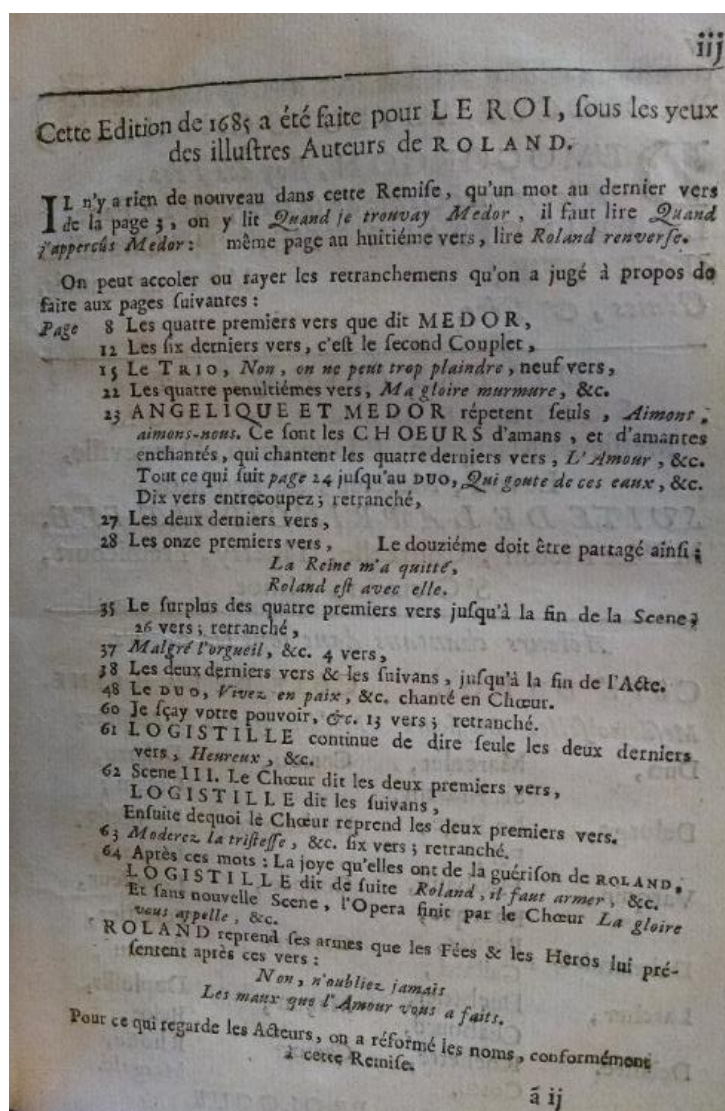 iij
Cette Edition de 1685 a été faite pour LE ROI, ſous les yeux
des illuſtres Auteurs de ROLAND.
IL n'y a rien de nouveau dans cette Remiſe, qu'un mot au dernier vers
de la page 3, on y lit Quand je trouvay Medor, il faut lire Quand
j'appercûs Medor: même page au huitiéme vers, lire Roland renverſe.
On peut accoler ou rayer les retranchemens qu'on a jugé à propos de
faire aux pages ſuivantes :
Page 8 Les quatre premiers vers que dit MEDOR,
12 Les ſix derniers vers, c'eſt le ſecond Couplet,
15 Le TRIO, Non, on ne peut trop plaindre, neuf vers,
22 Les quatre penultiémes vers, Ma gloire murmure, &c.
23 ANGELIQUE ET MEDOR répetent ſeuls, Aimons,
aimons-nous. Ce ſont les CHOEURS d'amans, et d'amantes
enchantés, qui chantent les quatre derniers vers, L'Amour, &c.
Tout ce qui ſuit page 24 juſqu'au DUO, Qui goute de ces eaux, &c.
Dix vers entrecoupez; retranché,
27 Les deux derniers vers,
28 Les onze premiers vers, Le douziéme doit être partagé ainſi ;
La Reine m'a quitté,
Roland eſt avec elle.
35 Le ſurplus des quatre premiers vers juſqu'à la fin de la Scene ;
26 vers ; retranché,
37 Malgré l'orgueil, &c. 4 vers,
38 Les deux derniers vers & les ſuivans, juſqu'à la fin de l'Acte.
48 Le DUO, Vivez en paix, &c. chanté en Chœur.
60 Je ſçay votre pouvoir, &c. 13 vers ; retranché.
61 LOGISTILLE continue de dire ſeule les deux derniers
vers, Heureux, &c.
62 Scene III. Le Chœur dit les deux premiers vers,
LOGISTILLE dit les ſuivans,
Enſuite dequoi le Chœur reprend les deux premiers vers.
63 Moderez la triſteſſe, &c. ſix vers ; retranché.
64 Après ces mots : La joye qu'elles ont de la guériſon de ROLAND,
LOGISTILLE dit de ſuite Roland, il faut armer, &c.
Et ſans nouvelle Scene, l'Opera finit par le Chœur La gloire
vous appelle, &c.
ROLAND reprend ſes armes que les Fées & les Heros lui pré-
ſentent après ces vers :
Non, n'oubliez jamais
Les maux que l'Amour vous a faits.
Pour ce qui regarde les Acteurs, on a réformé les noms, conformément
à cette Remiſe.
ã ij